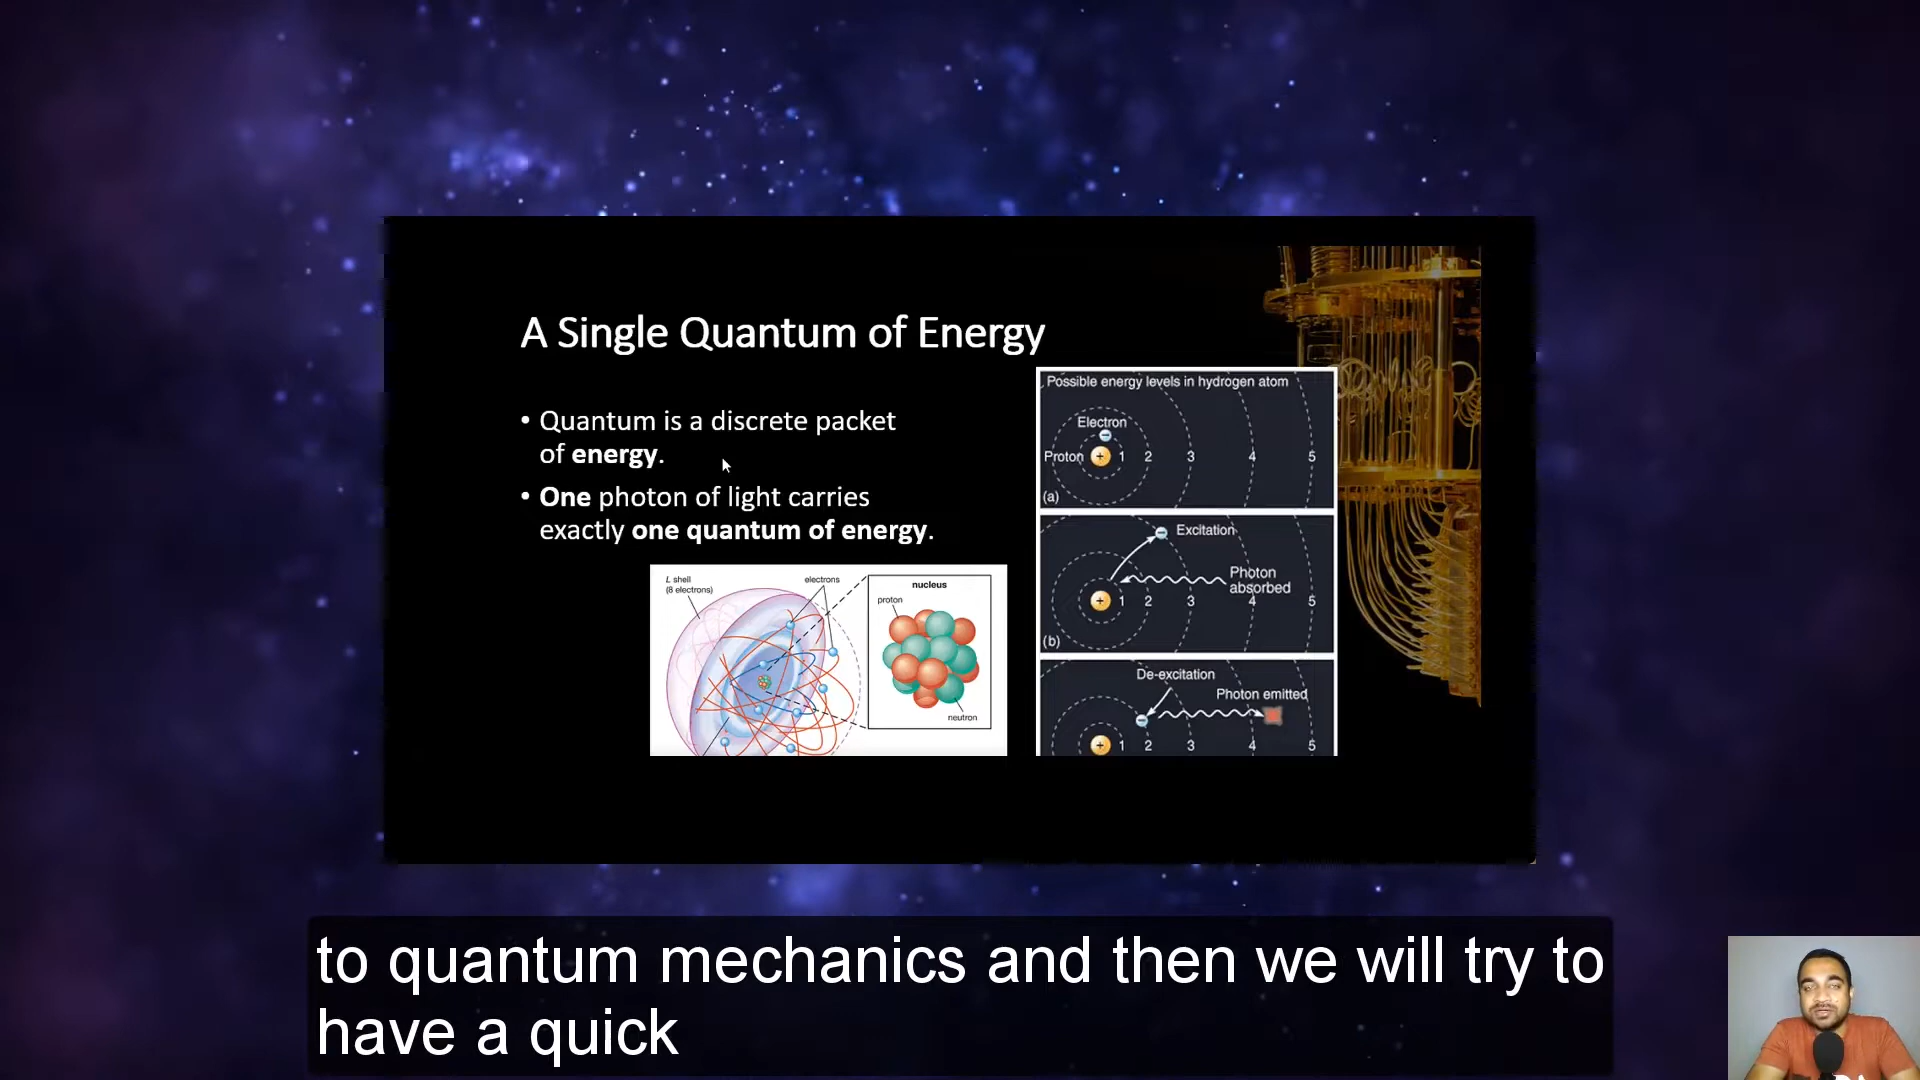 A Single Quantum of Energy
• Quantum is a discrete packet
of energy.
• One photon of light carries
exactly one quantum of energy.
L shell
(8 electrons)
electrons
nucleus
proton
neutron
Possible energy levels in hydrogen atom
Electron
Proton + 1 2 3 4 5
(a)
Excitation
Photon
absorbed
+ 1 2 3 4 5
(b)
De-excitation
Photon emitted
+ 1 2 3 4 5
to quantum mechanics and then we will try to
have a quick